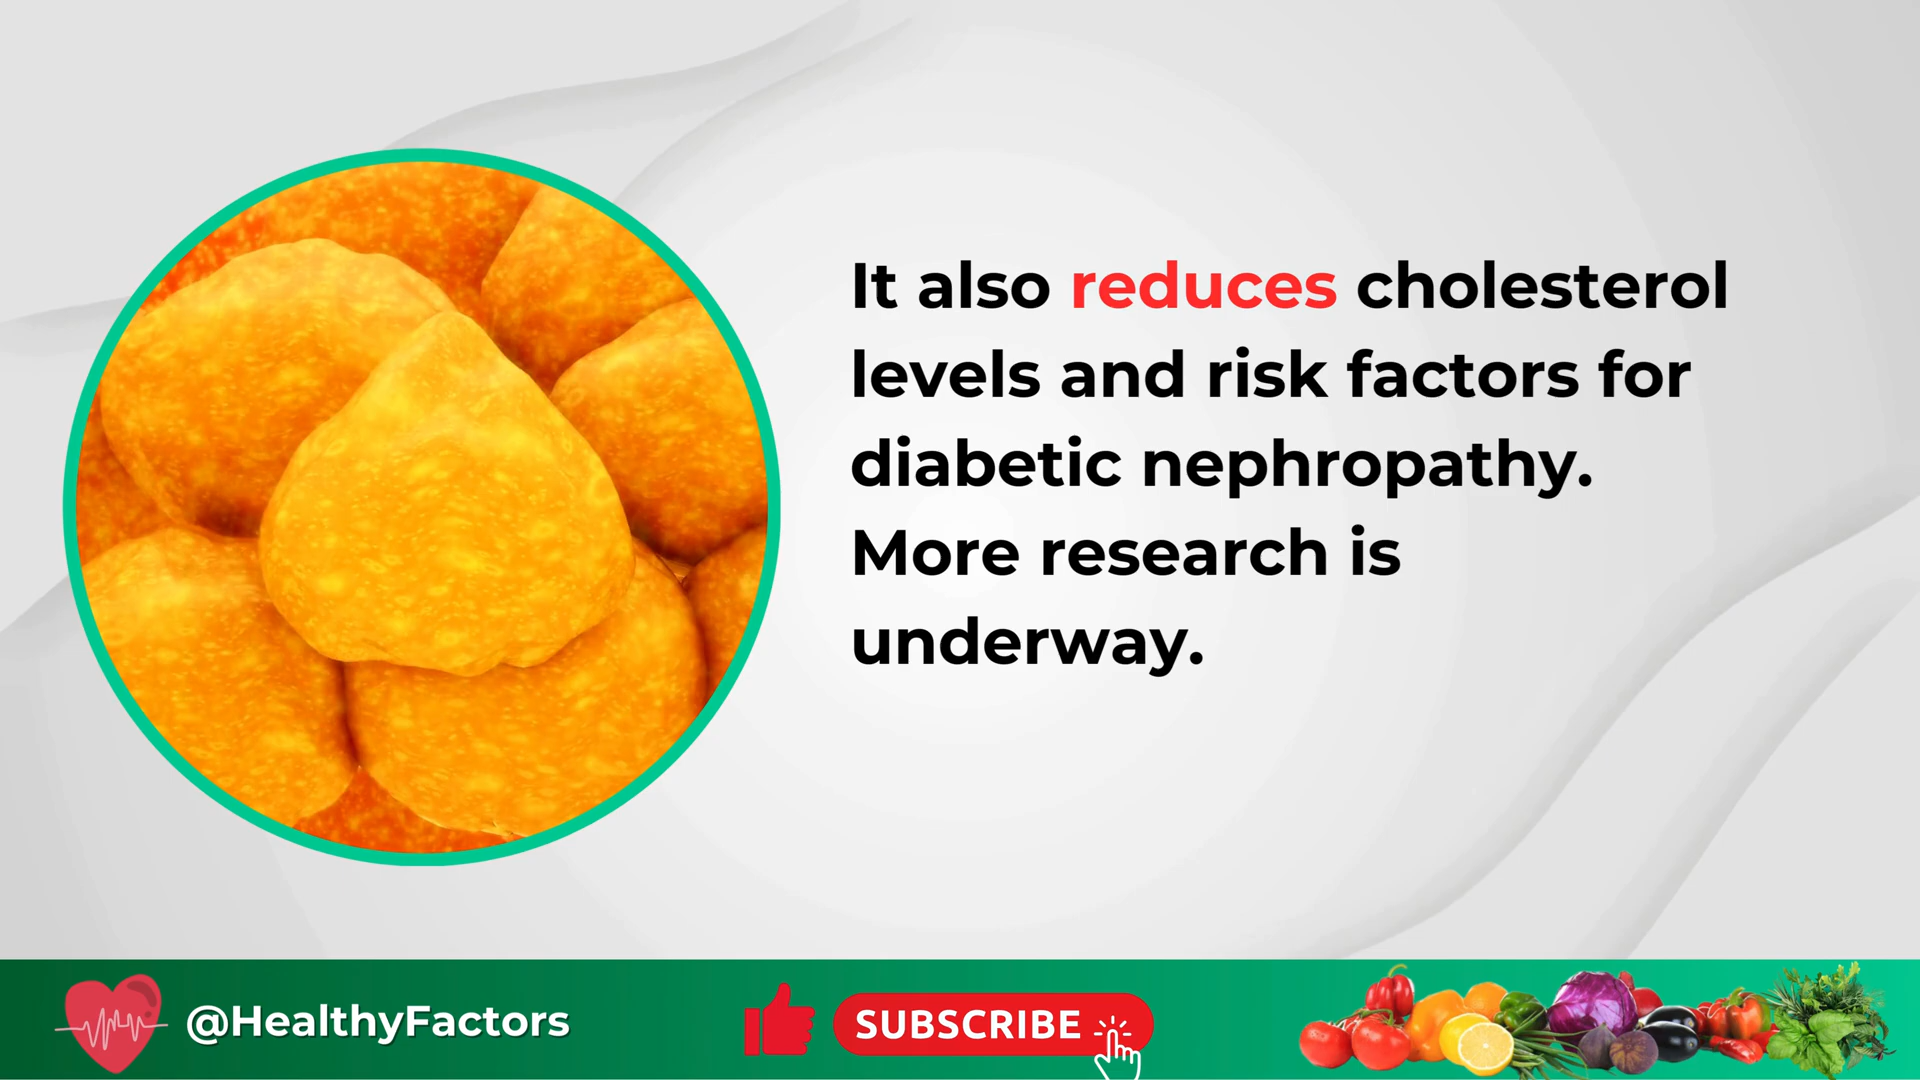 It also reduces cholesterol
levels and risk factors for
diabetic nephropathy.
More research is
underway.
@HealthyFactors
SUBSCRIBE